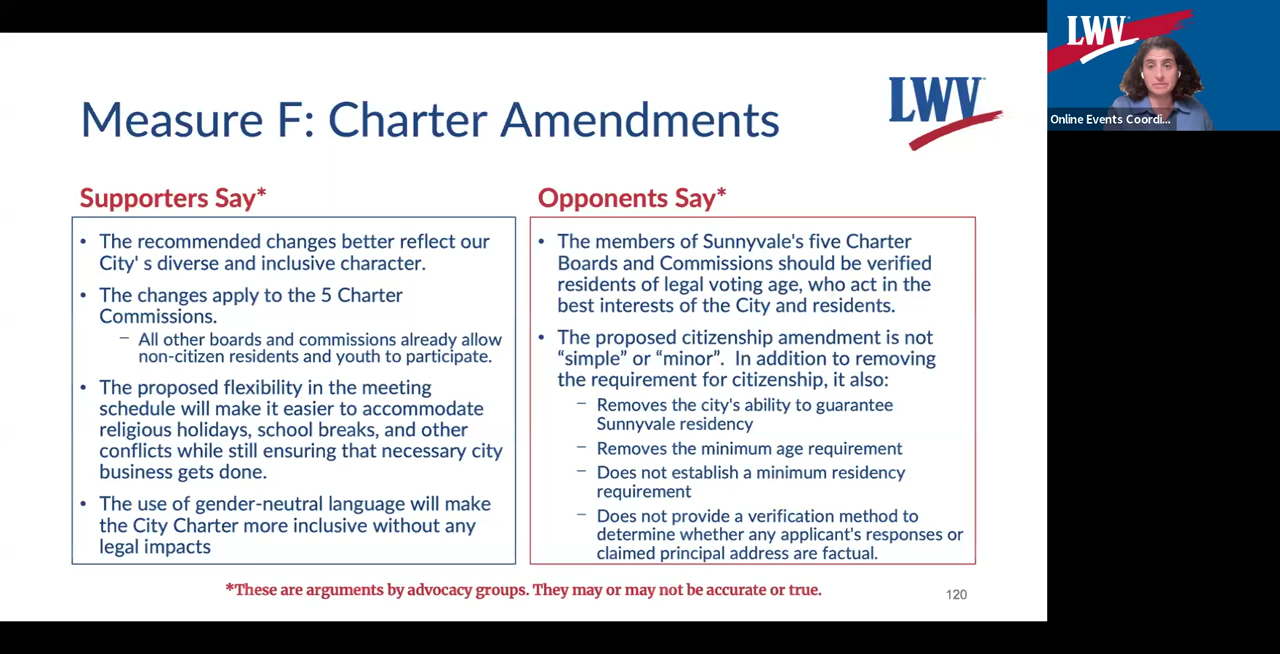 Measure F: Charter Amendments
LWV
Supporters Say*
• The recommended changes better reflect our
City' s diverse and inclusive character.
• The changes apply to the 5 Charter
Commissions.
– All other boards and commissions already allow
non-citizen residents and youth to participate.
• The proposed flexibility in the meeting
schedule will make it easier to accommodate
religious holidays, school breaks, and other
conflicts while still ensuring that necessary city
business gets done.
• The use of gender-neutral language will make
the City Charter more inclusive without any
legal impacts
Opponents Say*
• The members of Sunnyvale's five Charter
Boards and Commissions should be verified
residents of legal voting age, who act in the
best interests of the City and residents.
• The proposed citizenship amendment is not
“simple” or “minor”. In addition to removing
the requirement for citizenship, it also:
– Removes the city's ability to guarantee
Sunnyvale residency
– Removes the minimum age requirement
– Does not establish a minimum residency
requirement
– Does not provide a verification method to
determine whether any applicant's responses or
claimed principal address are factual.
*These are arguments by advocacy groups. They may or may not be accurate or true.
120
LWV
Online Events Coordi...